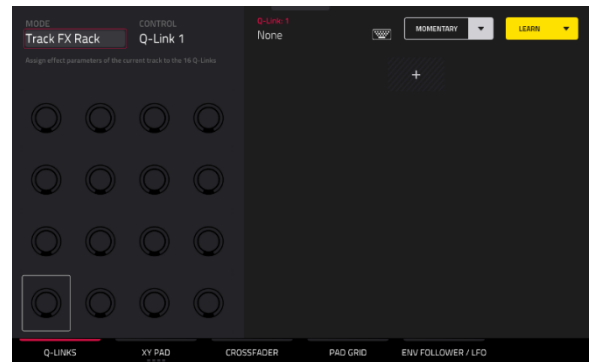 MODE
CONTROL
Track FX Rack
Q-Link 1
Assign effect parameters of the current track to the 16 Q-Links
Q-Link: 1
None
MOMENTARY
LEARN
+
Q-LINKS
XY PAD
CROSSFADER
PAD GRID
ENV FOLLOWER / LFO